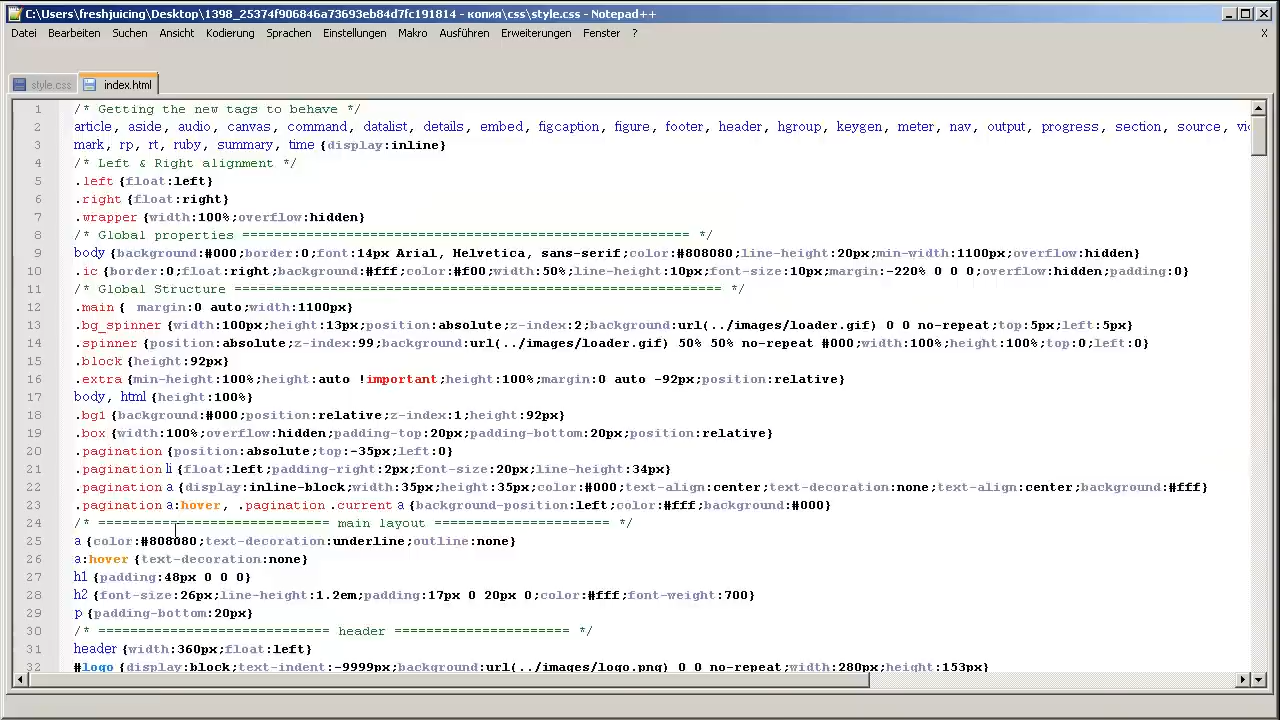 C:\Users\freshjuicing\Desktop\1398_25374f906846a73693eb84d7fc191814 - копия\css\style.css - Notepad++
Datei Bearbeiten Suchen Ansicht Kodierung Sprachen Einstellungen Makro Ausführen Erweiterungen Fenster ? X
style.css index.html
1 /* Getting the new tags to behave */
2 article, aside, audio, canvas, command, datalist, details, embed, figcaption, figure, footer, header, hgroup, keygen, meter, nav, output, progress, section, source,
3 mark, rp, rt, ruby, summary, time {display:inline}
4 /* Left & Right alignment */
5 .left {float:left}
6 .right {float:right}
7 .wrapper {width:100%;overflow:hidden}
8 /* Global properties ======================================================== */
9 body {background:#000;border:0;font:14px Arial, Helvetica, sans-serif;color:#808080;line-height:20px;min-width:1100px;overflow:hidden}
10 .ic {border:0;float:right;background:#fff;color:#f00;width:50%;line-height:10px;font-size:10px;margin:-220% 0 0 0;overflow:hidden;padding:0}
11 /* Global Structure ============================================================= */
12 .main {  margin:0 auto;width:1100px}
13 .bg_spinner {width:100px;height:13px;position:absolute;z-index:2;background:url(../images/loader.gif) 0 0 no-repeat;top:5px;left:5px}
14 .spinner {position:absolute;z-index:99;background:url(../images/loader.gif) 50% 50% no-repeat #000;width:100%;height:100%;top:0;left:0}
15 .block {height:92px}
16 .extra {min-height:100%;height:auto !important;height:100%;margin:0 auto -92px;position:relative}
17 body, html {height:100%}
18 .bg1 {background:#000;position:relative;z-index:1;height:92px}
19 .box {width:100%;overflow:hidden;padding-top:20px;padding-bottom:20px;position:relative}
20 .pagination {position:absolute;top:-35px;left:0}
21 .pagination li {float:left;padding-right:2px;font-size:20px;line-height:34px}
22 .pagination a {display:inline-block;width:35px;height:35px;color:#000;text-align:center;text-decoration:none;text-align:center;background:#fff}
23 .pagination a:hover, .pagination .current a {background-position:left;color:#fff;background:#000}
24 /* ============================= main layout ====================== */
25 a {color:#808080;text-decoration:underline;outline:none}
26 a:hover {text-decoration:none}
27 h1 {padding:48px 0 0 0}
28 h2 {font-size:26px;line-height:1.2em;padding:17px 0 20px 0;color:#fff;font-weight:700}
29 p {padding-bottom:20px}
30 /* ============================= header ====================== */
31 header {width:360px;float:left}
32 #logo {display:block;text-indent:-9999px;background:url(../images/logo.png) 0 0 no-repeat;width:280px;height:153px}